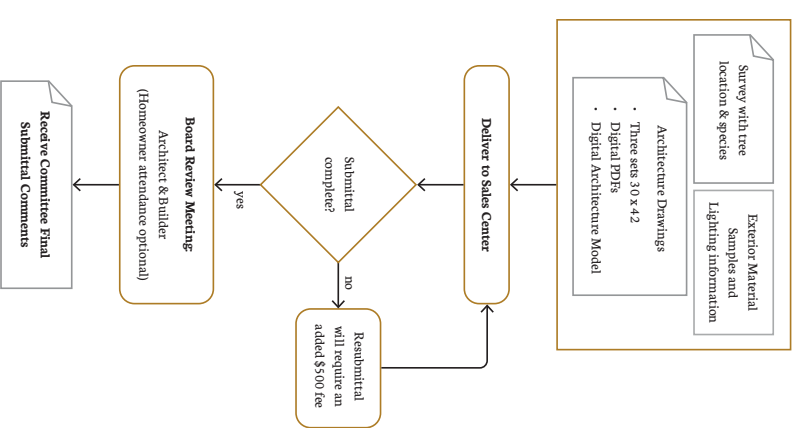 Survey with tree
location & species
Exterior Material
Samples and
Lighting information
Architecture Drawings
• Three sets 30 x 42
• Digital PDFs
• Digital Architecture Model
Deliver to Sales Center
Submittal
complete?
no
Resubmittal
will require an
added $500 fee
yes
Board Review Meeting:
Architect & Builder
(Homeowner attendance optional)
Receive Committee Final
Submittal Comments